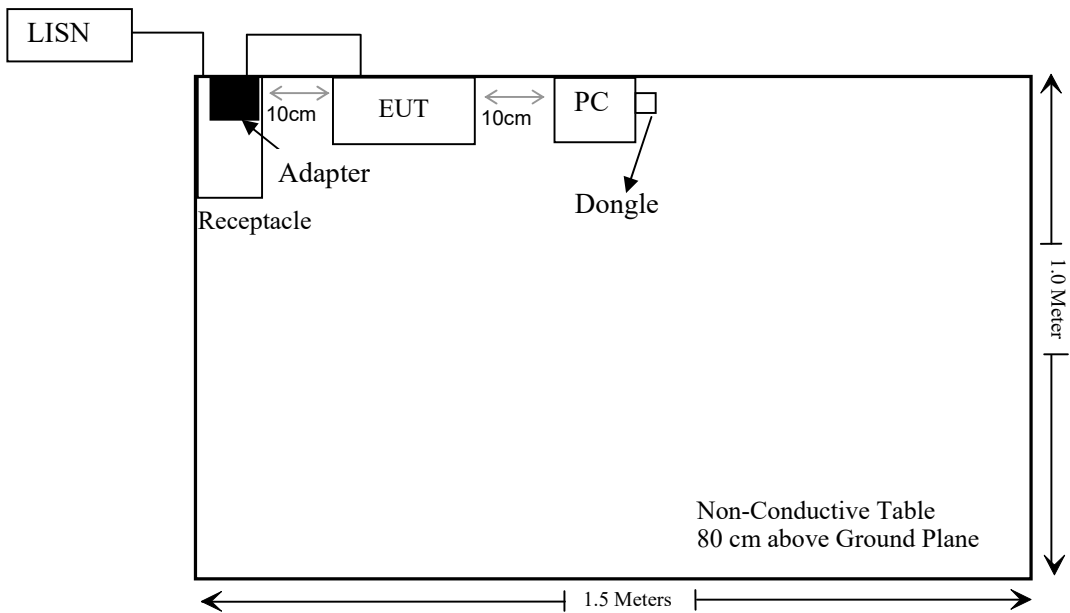 LISN
EUT
PC
10cm
10cm
Adapter
Dongle
Receptacle
1.0 Meter
Non-Conductive Table
80 cm above Ground Plane
1.5 Meters